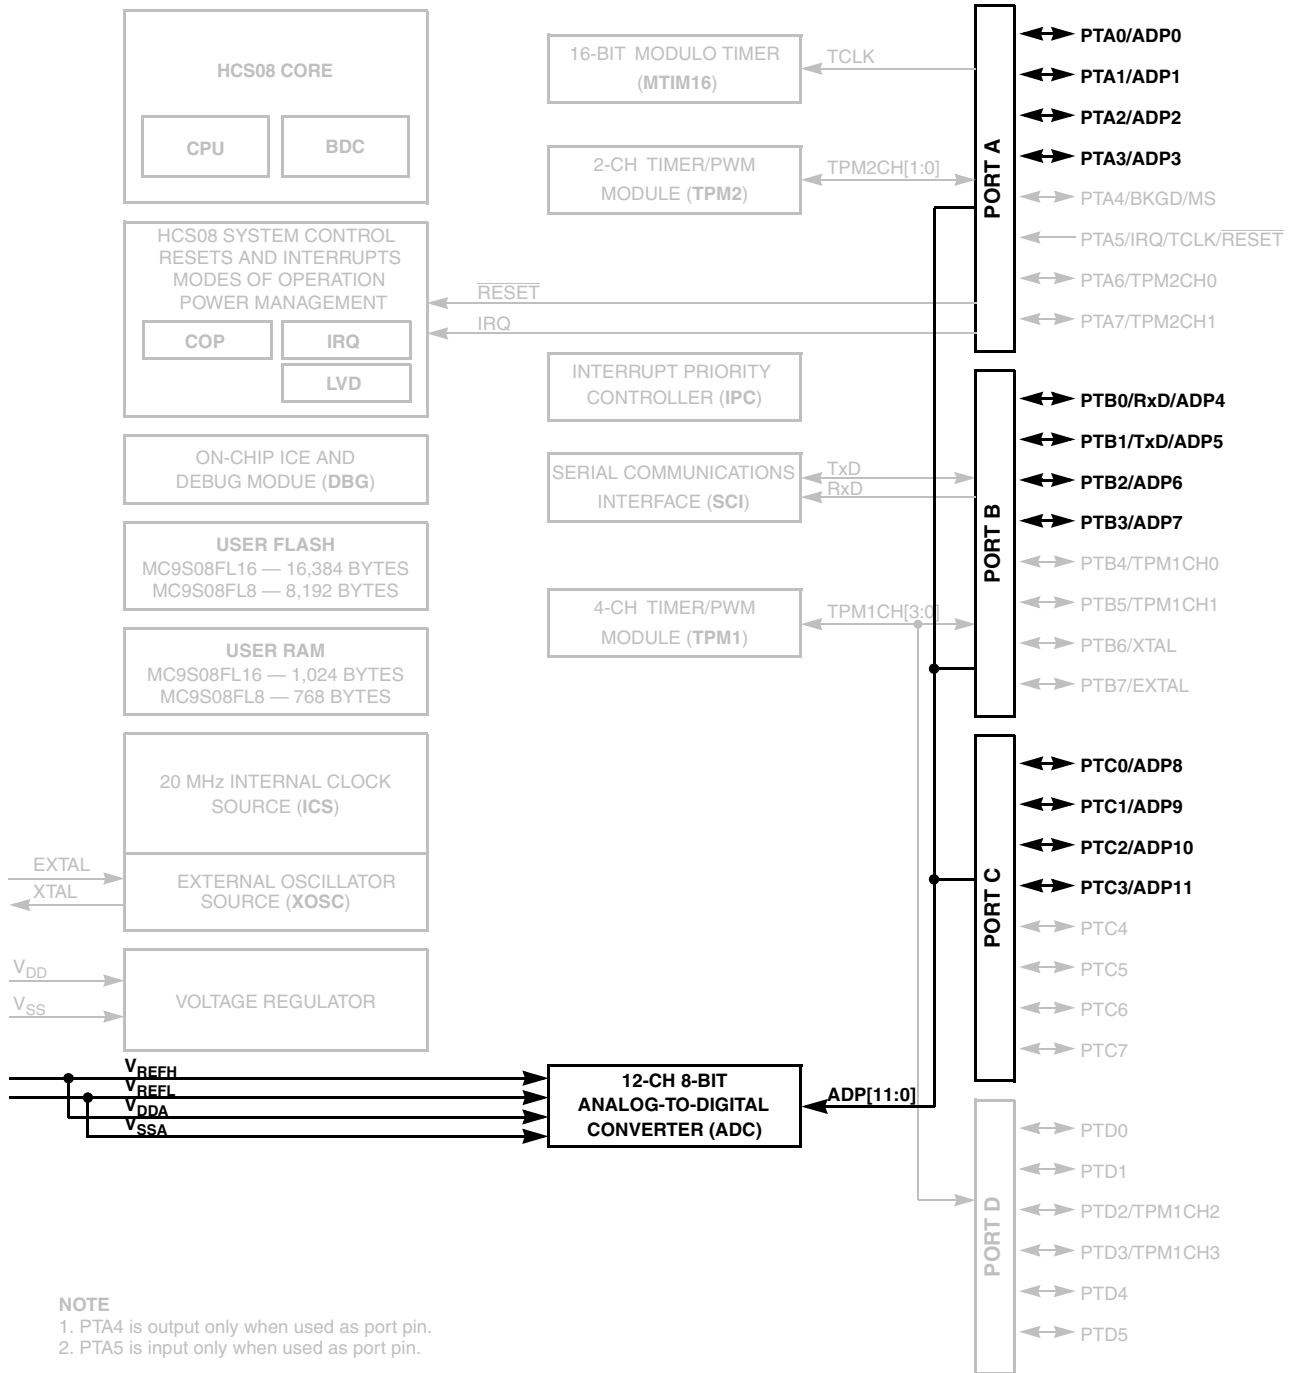 HCS08 CORE
CPU
BDC
HCS08 SYSTEM CONTROL
RESETS AND INTERRUPTS
MODES OF OPERATION
POWER MANAGEMENT
COP
IRQ
LVD
ON-CHIP ICE AND
DEBUG MODUE (DBG)
USER FLASH
MC9S08FL16 — 16,384 BYTES
MC9S08FL8 — 8,192 BYTES
USER RAM
MC9S08FL16 — 1,024 BYTES
MC9S08FL8 — 768 BYTES
20 MHz INTERNAL CLOCK
SOURCE (ICS)
EXTERNAL OSCILLATOR
SOURCE (XOSC)
EXTAL
XTAL
VOLTAGE REGULATOR
VDD
VSS
VREFH
VREFL
VDDA
VSSA
16-BIT MODULO TIMER
(MTIM16)
TCLK
2-CH TIMER/PWM
MODULE (TPM2)
TPM2CH[1:0]
RESET
IRQ
INTERRUPT PRIORITY
CONTROLLER (IPC)
SERIAL COMMUNICATIONS
INTERFACE (SCI)
TxD
RxD
4-CH TIMER/PWM
MODULE (TPM1)
TPM1CH[3:0]
12-CH 8-BIT
ANALOG-TO-DIGITAL
CONVERTER (ADC)
ADP[11:0]
PORT A
PTA0/ADP0
PTA1/ADP1
PTA2/ADP2
PTA3/ADP3
PTA4/BKGD/MS
PTA5/IRQ/TCLK/RESET
PTA6/TPM2CH0
PTA7/TPM2CH1
PORT B
PTB0/RxD/ADP4
PTB1/TxD/ADP5
PTB2/ADP6
PTB3/ADP7
PTB4/TPM1CH0
PTB5/TPM1CH1
PTB6/XTAL
PTB7/EXTAL
PORT C
PTC0/ADP8
PTC1/ADP9
PTC2/ADP10
PTC3/ADP11
PTC4
PTC5
PTC6
PTC7
PORT D
PTD0
PTD1
PTD2/TPM1CH2
PTD3/TPM1CH3
PTD4
PTD5
NOTE
1. PTA4 is output only when used as port pin.
2. PTA5 is input only when used as port pin.